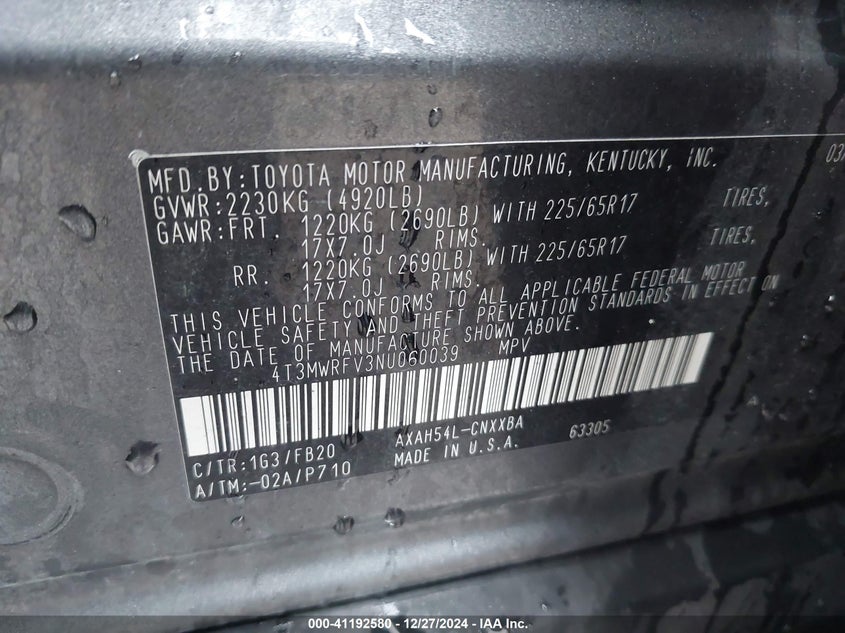 MFD.BY:TOYOTA MOTOR MANUFACTURING, KENTUCKY, INC.
GVWR:2230KG (4920LB)
GAWR:FRT. 1220KG (2690LB) WITH 225/65R17 TIRES,
17X7.0J RIMS.
RR. 1220KG (2690LB) WITH 225/65R17 TIRES,
17X7.0J RIMS.
THIS VEHICLE CONFORMS TO ALL APPLICABLE FEDERAL MOTOR
VEHICLE SAFETY AND THEFT PREVENTION STANDARDS IN EFFECT ON
THE DATE OF MANUFACTURE SHOWN ABOVE.
4T3MWRFV3NU060039 MPV
C/TR:1G3/FB20 AXAH54L-CNXXBA 63305
A/TM:-02A/P710 MADE IN U.S.A.
000-41192580 - 12/27/2024 - IAA Inc.